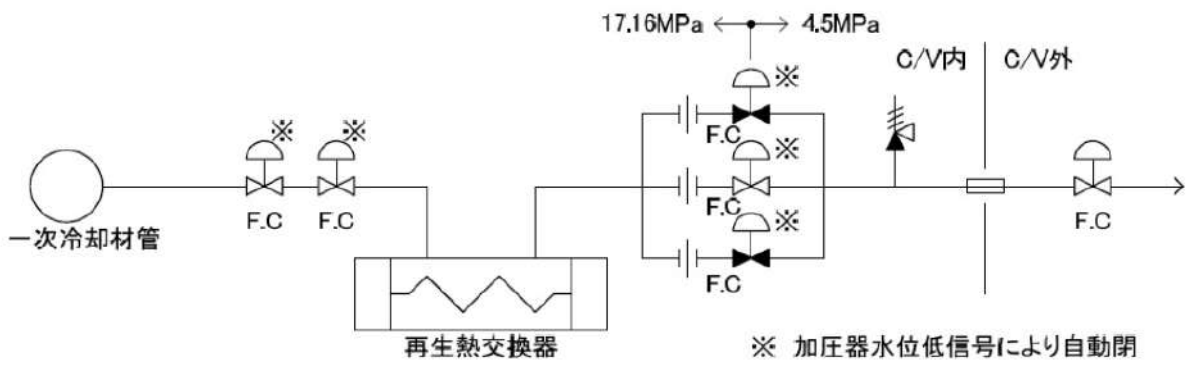 17.16MPa 4.5MPa
C/V内 C/V外
※
※ ※
F.C
※
F.C F.C
F.C
※
F.C
一次冷却材管
F.C
再生熱交換器
※ 加圧器水位低信号により自動閉